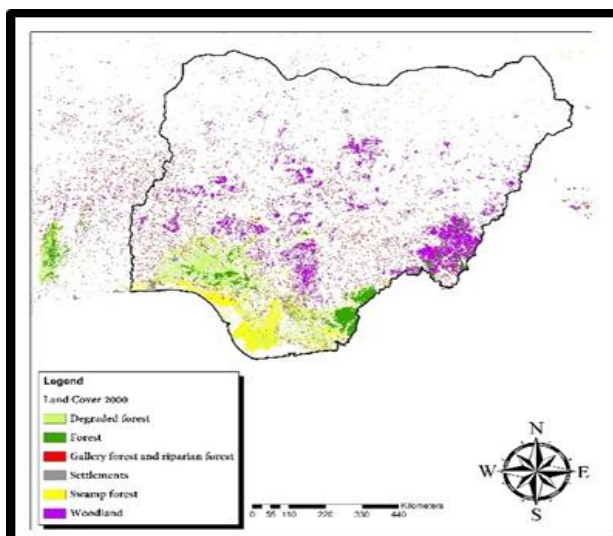 Legend
Land Cover 2000
Degraded forest
Forest
Gallery forest and riparian forest
Settlements
Swamp forest
Woodland
Kilometers
0 55 110 220 330 440
N
W E
S